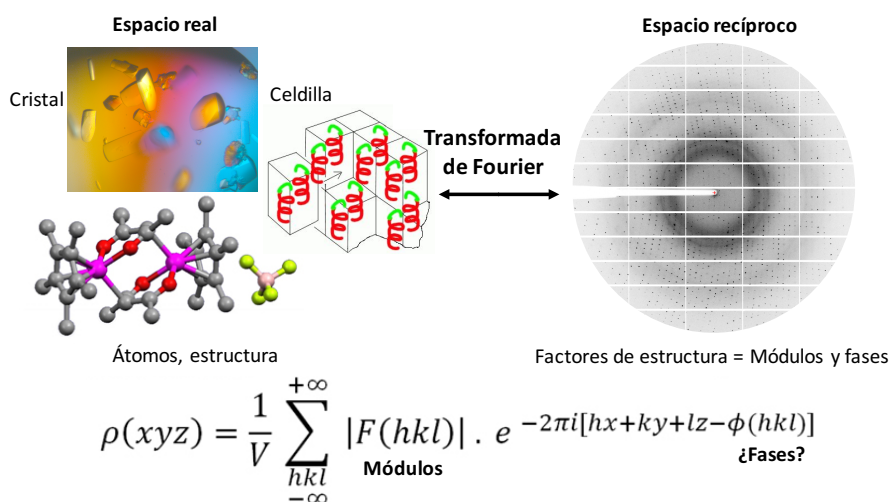 Espacio real
Espacio recíproco
Cristal
Celdilla
Transformada
de Fourier
Átomos, estructura
Factores de estructura = Módulos y fases
+∞
ρ(xyz) = 1/V ∑ |F(hkl)| . e −2πi[hx+ky+lz−ϕ(hkl)]
hkl
−∞
Módulos
¿Fases?